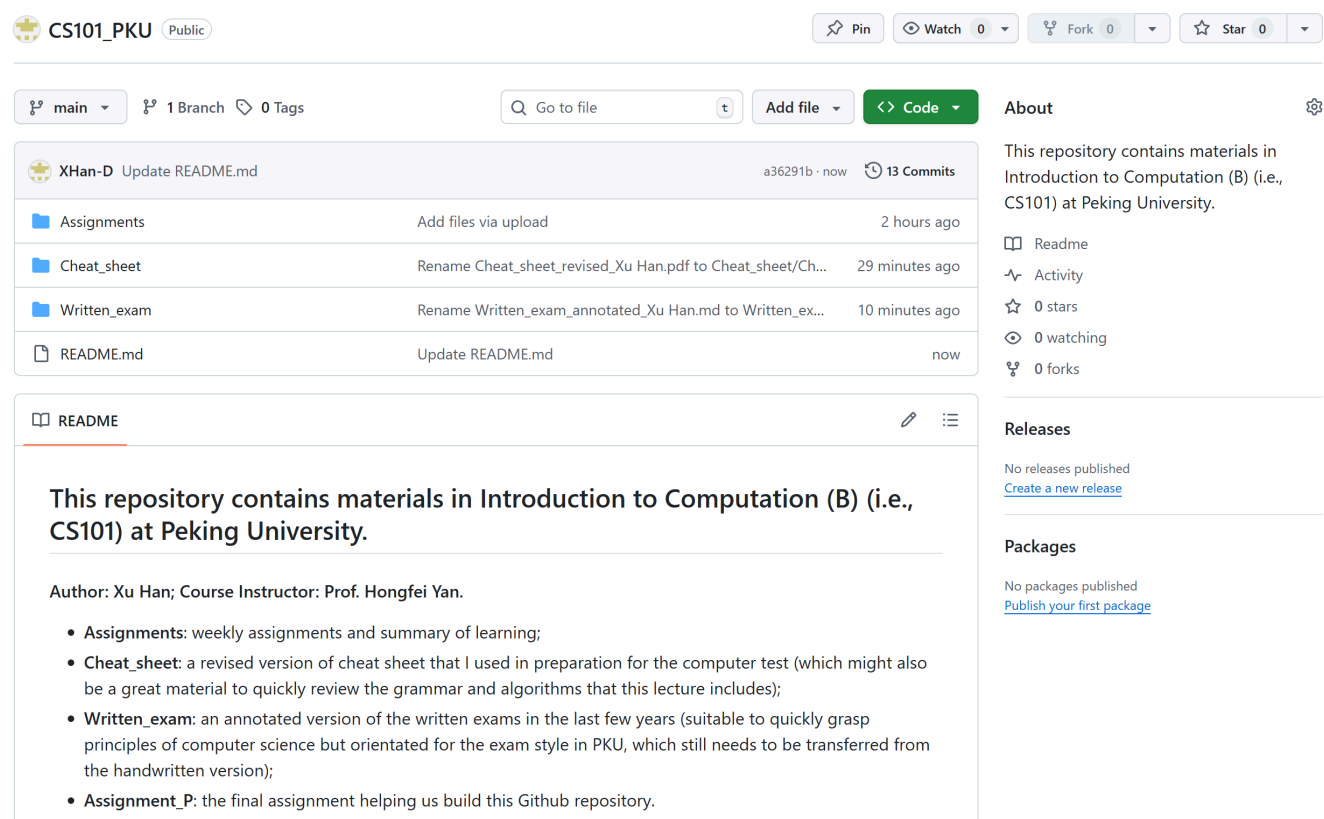 CS101_PKU Public Pin Watch 0 Fork 0 Star 0
main 1 Branch 0 Tags Go to file t Add file Code
XHan-D Update README.md a36291b · now 13 Commits
Assignments Add files via upload 2 hours ago
Cheat_sheet Rename Cheat_sheet_revised_Xu Han.pdf to Cheat_sheet/Ch... 29 minutes ago
Written_exam Rename Written_exam_annotated_Xu Han.md to Written_ex... 10 minutes ago
README.md Update README.md now
README
This repository contains materials in Introduction to Computation (B) (i.e.,
CS101) at Peking University.
Author: Xu Han; Course Instructor: Prof. Hongfei Yan.
Assignments: weekly assignments and summary of learning;
Cheat_sheet: a revised version of cheat sheet that I used in preparation for the computer test (which might also
be a great material to quickly review the grammar and algorithms that this lecture includes);
Written_exam: an annotated version of the written exams in the last few years (suitable to quickly grasp
principles of computer science but orientated for the exam style in PKU, which still needs to be transferred from
the handwritten version);
Assignment_P: the final assignment helping us build this Github repository.
About
This repository contains materials in
Introduction to Computation (B) (i.e.,
CS101) at Peking University.
Readme
Activity
0 stars
0 watching
0 forks
Releases
No releases published
Create a new release
Packages
No packages published
Publish your first package